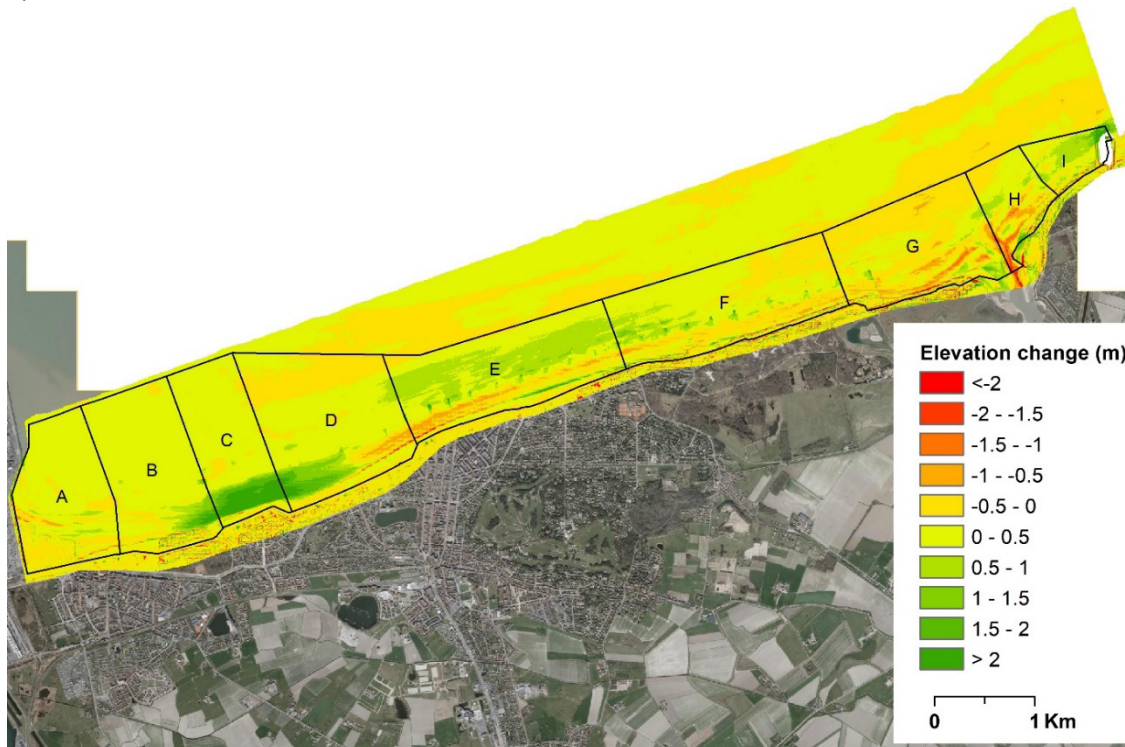 I
H
G
F
E
D
C
B
A
Elevation change (m)
<-2
-2 - -1.5
-1.5 - -1
-1 - -0.5
-0.5 - 0
0 - 0.5
0.5 - 1
1 - 1.5
1.5 - 2
> 2
0 1 Km